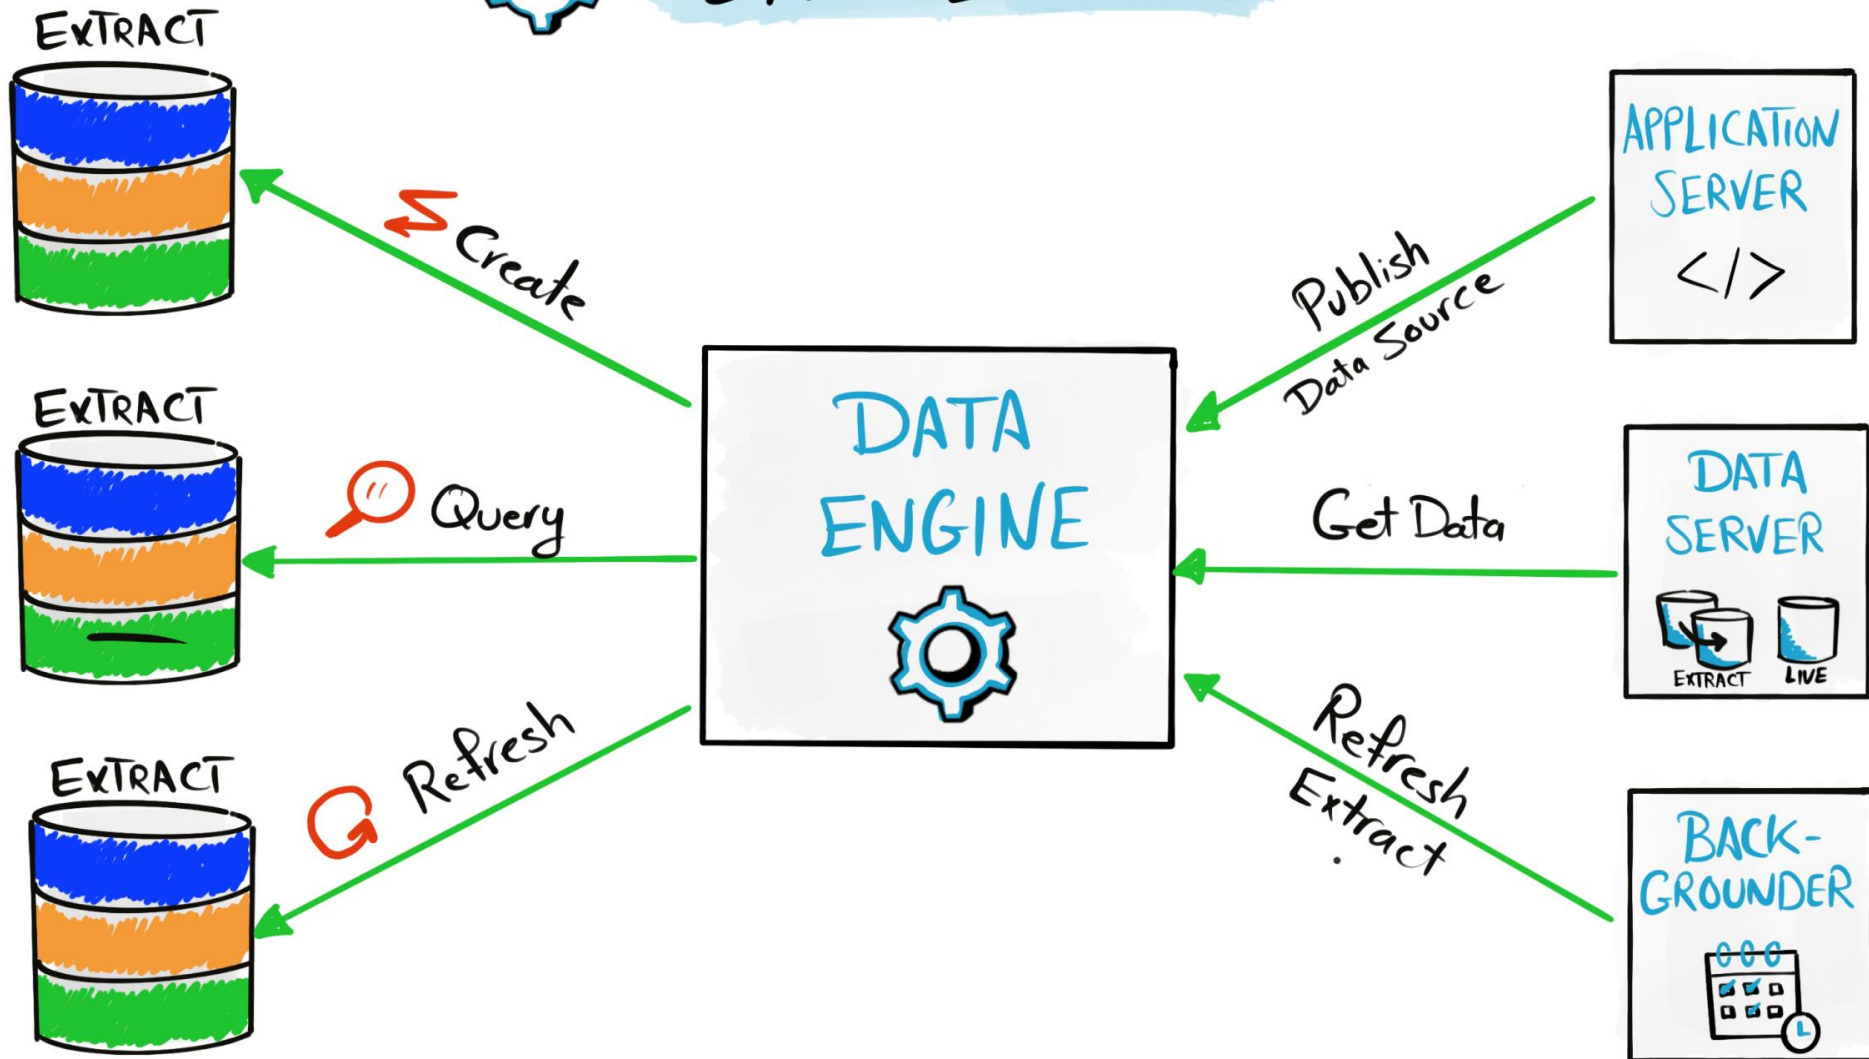 EXTRACT
Create
EXTRACT
Query
EXTRACT
Refresh
DATA
ENGINE
Publish
Data Source
Get Data
Refresh
Extract
APPLICATION
SERVER
</>
DATA
SERVER
EXTRACT LIVE
BACK-
GROUNDER